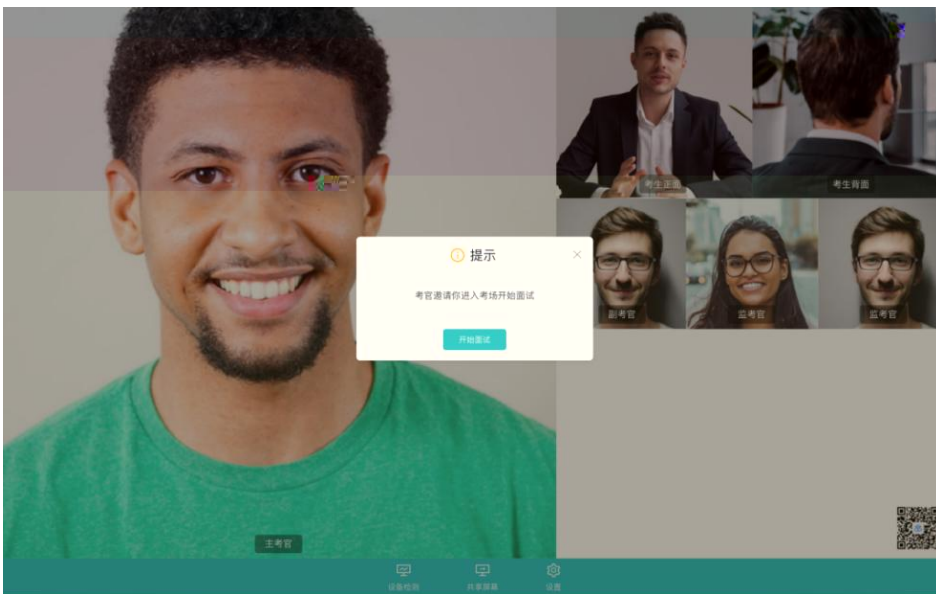 考生正面
考生背面
提示
考官邀请你进入考场开始面试
开始面试
副考官
监考官
监考官
主考官
设备检测
共享屏幕
设置